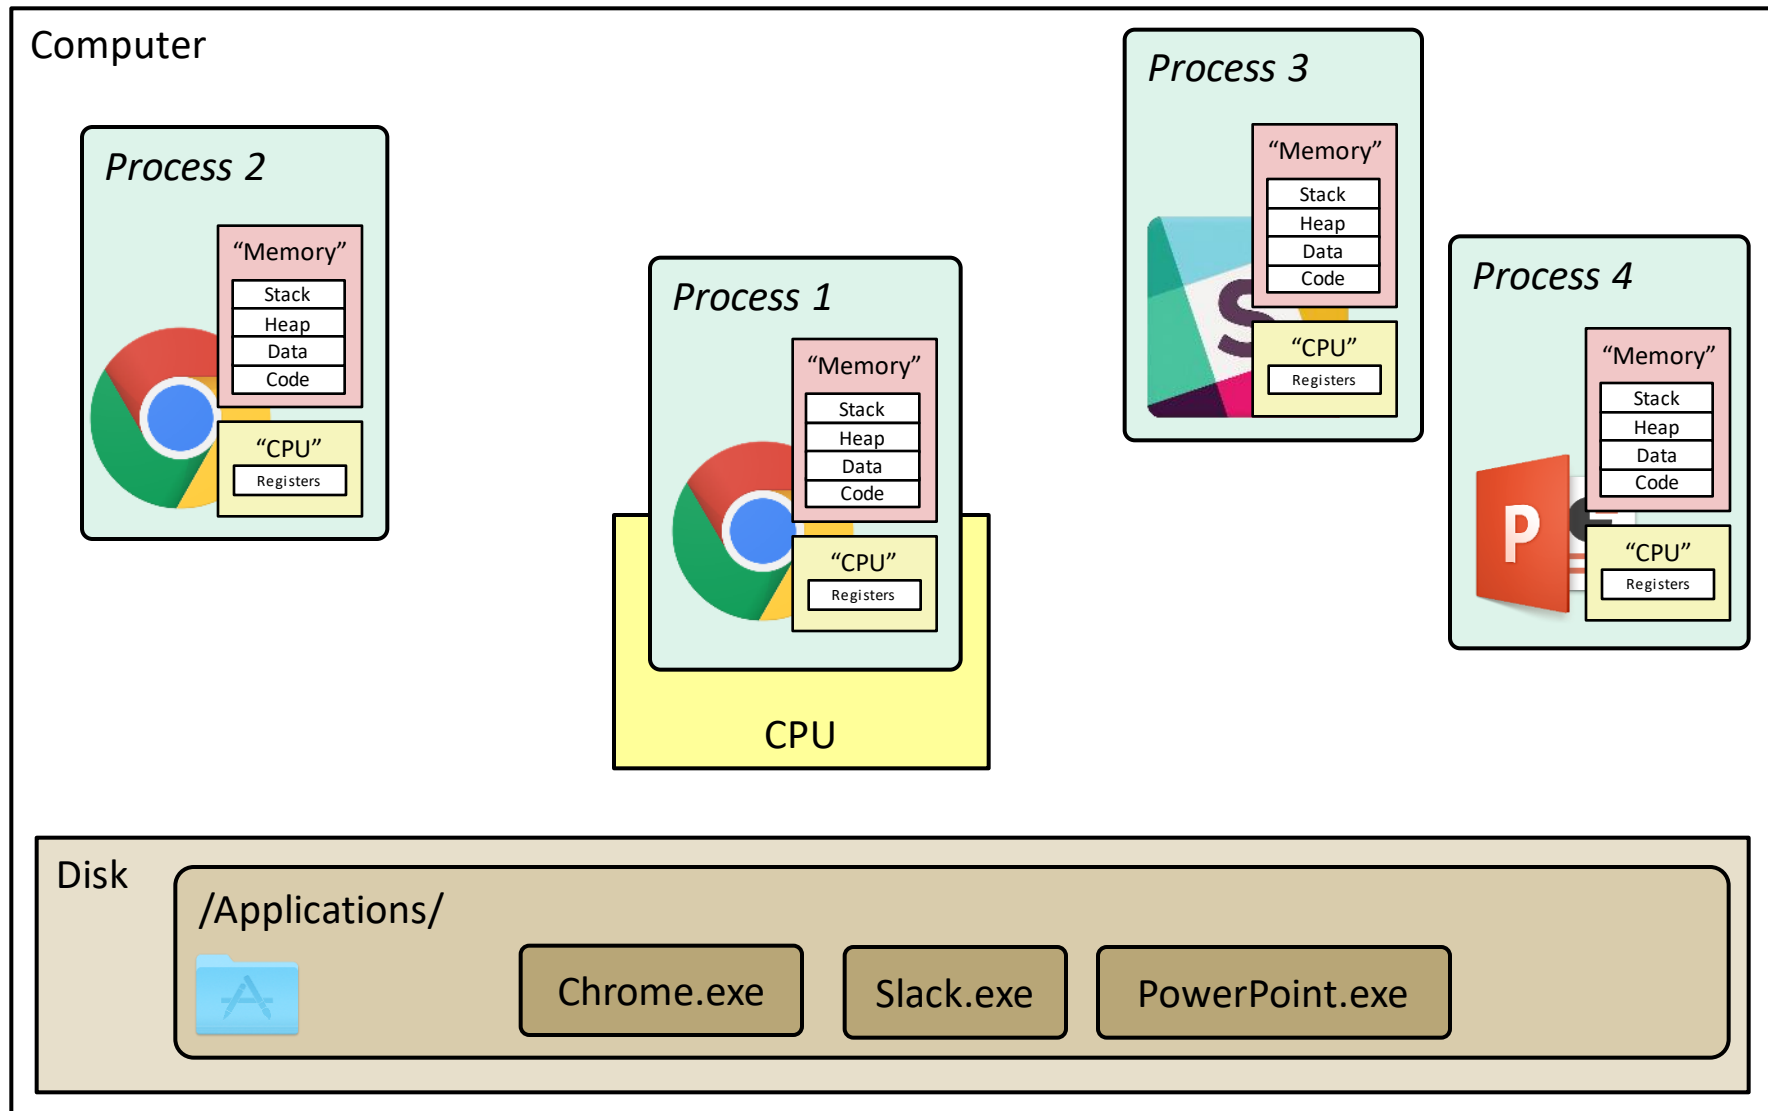 Computer
Process 2
“Memory”
Stack
Heap
Data
Code
“CPU”
Registers
Process 1
“Memory”
Stack
Heap
Data
Code
“CPU”
Registers
CPU
Process 3
“Memory”
Stack
Heap
Data
Code
S
“CPU”
Registers
Process 4
“Memory”
Stack
Heap
Data
Code
P
“CPU”
Registers
Disk
/Applications/
Chrome.exe
Slack.exe
PowerPoint.exe